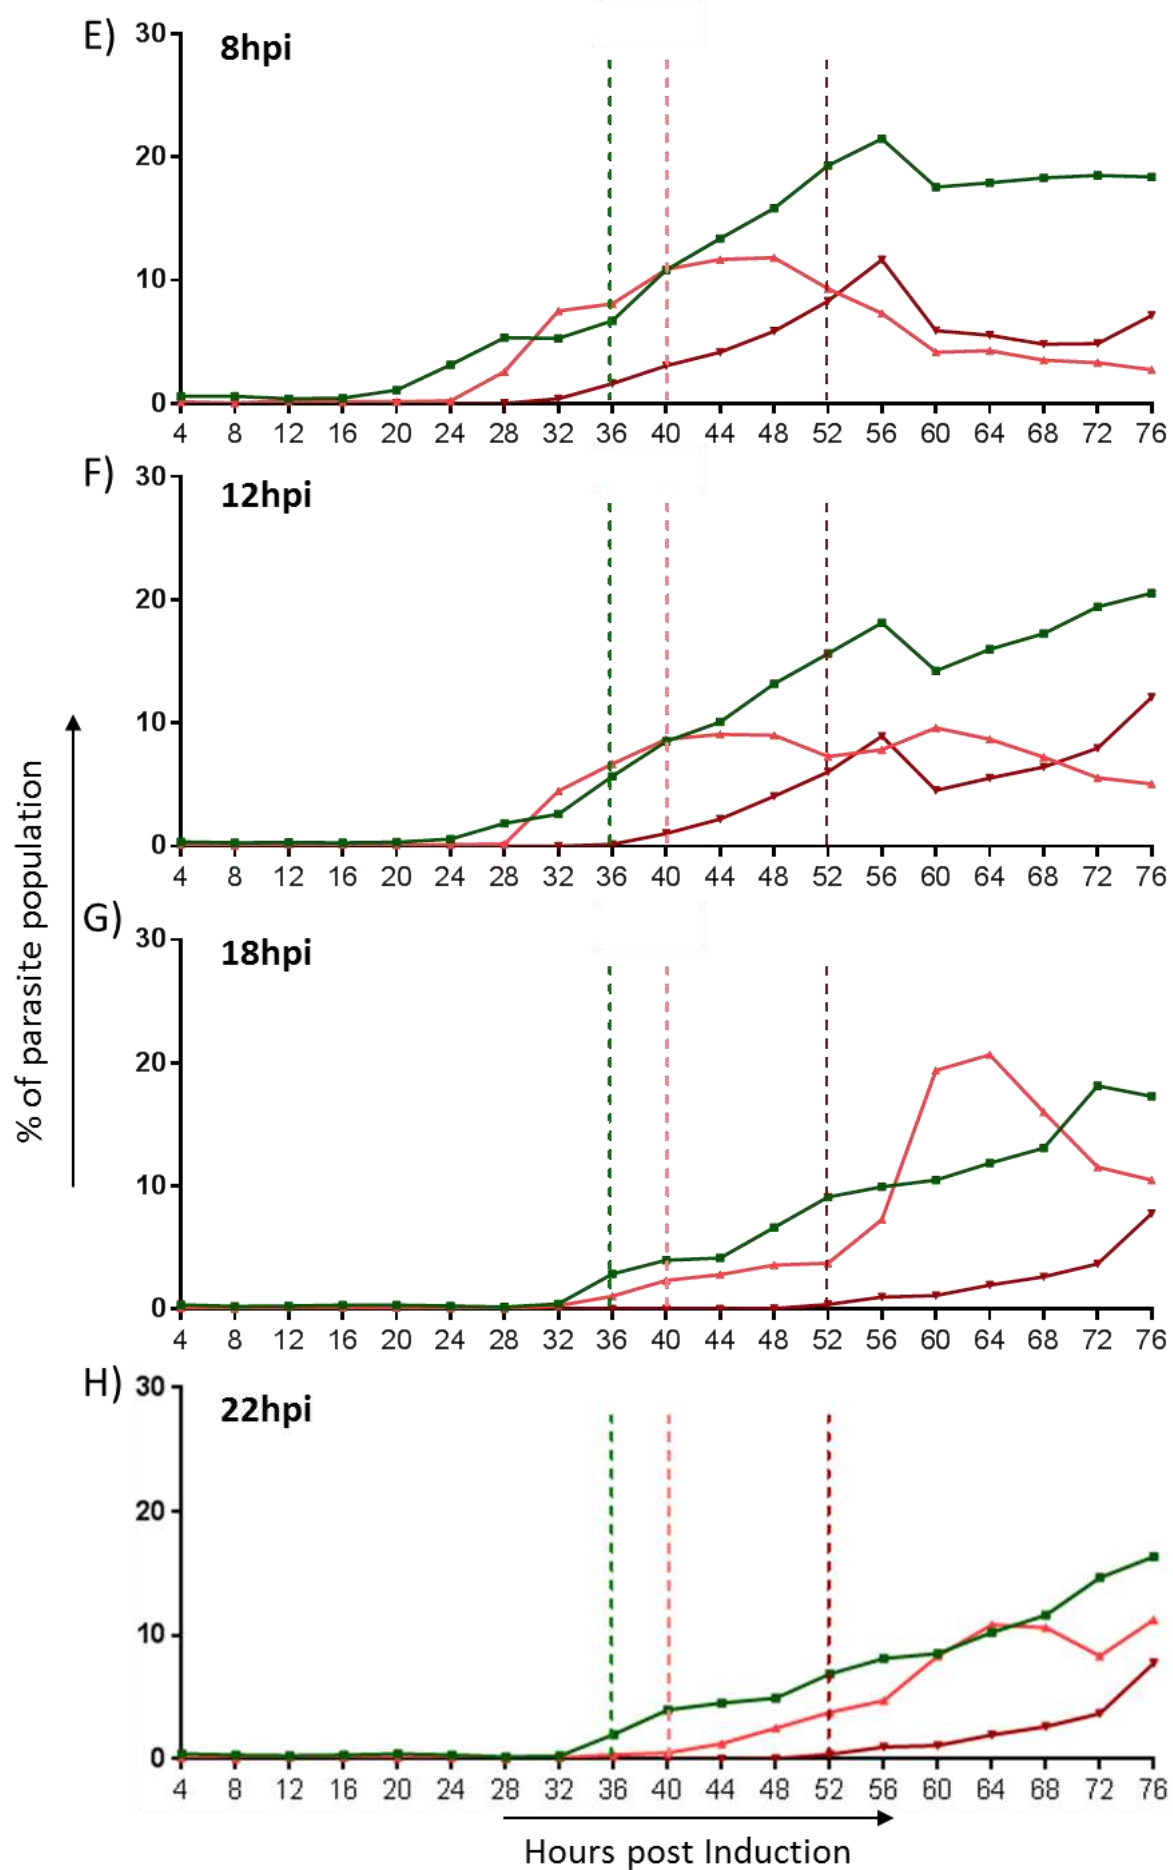 E) 30 8hpi
20
10
0
4 8 12 16 20 24 28 32 36 40 44 48 52 56 60 64 68 72 76
F) 30 12hpi
20
10
0
4 8 12 16 20 24 28 32 36 40 44 48 52 56 60 64 68 72 76
G) 30 18hpi
20
10
0
4 8 12 16 20 24 28 32 36 40 44 48 52 56 60 64 68 72 76
H) 30 22hpi
20
10
0
4 8 12 16 20 24 28 32 36 40 44 48 52 56 60 64 68 72 76
% of parasite population
Hours post Induction